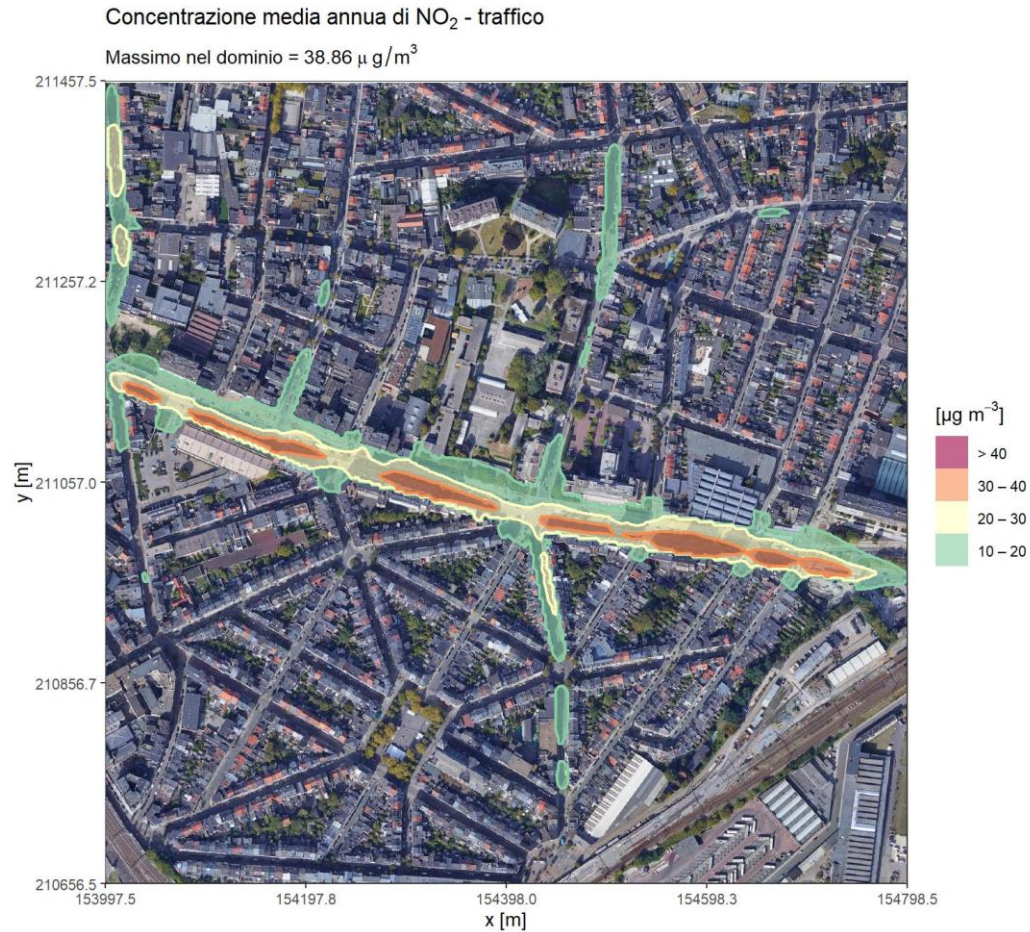 Concentrazione media annua di NO₂ - traffico
Massimo nel dominio = 38.86 μ g/m³
211457.5
211257.2
211057.0
210856.7
210656.5
y [m]
153997.5
154197.8
154398.0
154598.3
154798.5
x [m]
[µg m⁻³]
> 40
30 – 40
20 – 30
10 – 20